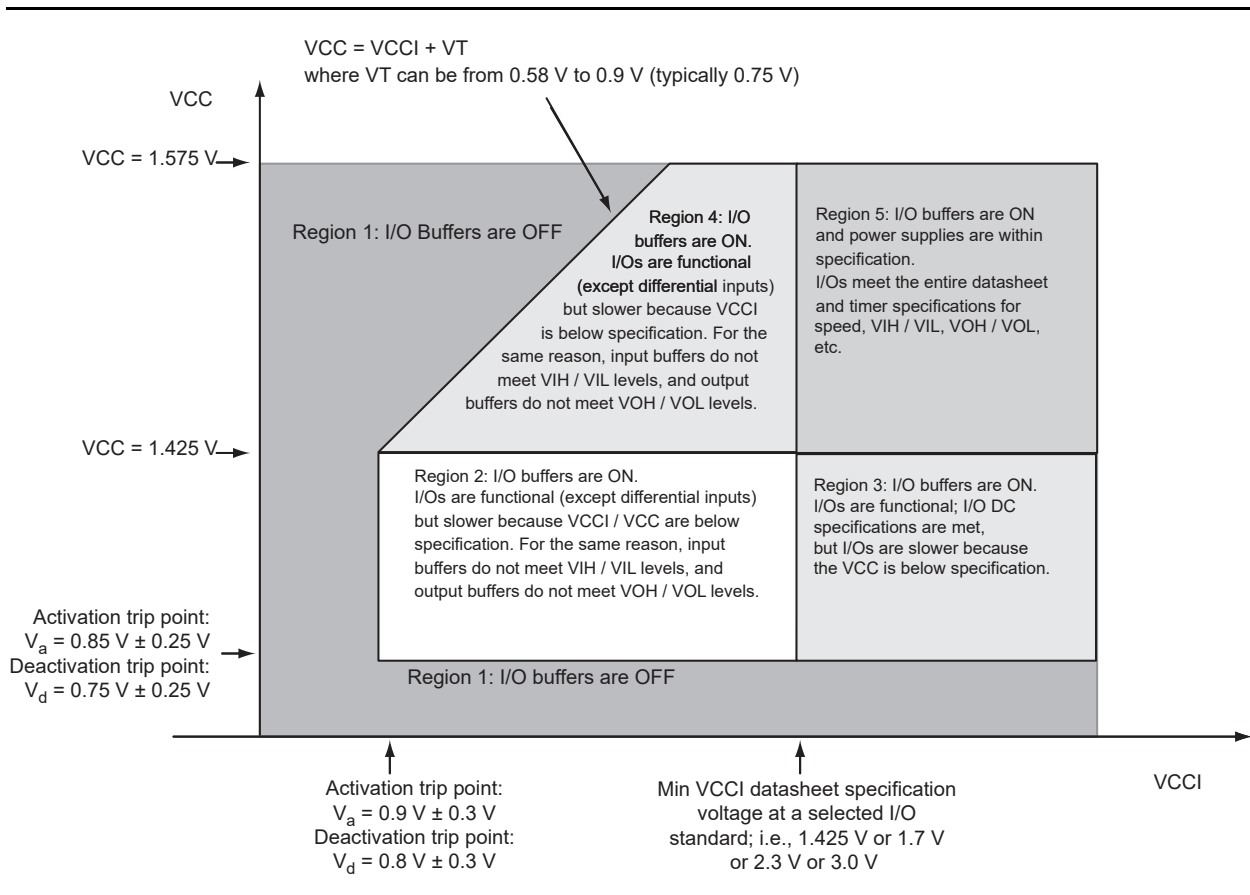 VCC = VCCI + VT
where VT can be from 0.58 V to 0.9 V (typically 0.75 V)
VCC
VCC = 1.575 V
Region 1: I/O Buffers are OFF
Region 4: I/O
buffers are ON.
I/Os are functional
(except differential inputs)
but slower because VCCI
is below specification. For the
same reason, input buffers do not
meet VIH / VIL levels, and output
buffers do not meet VOH / VOL levels.
Region 5: I/O buffers are ON
and power supplies are within
specification.
I/Os meet the entire datasheet
and timer specifications for
speed, VIH / VIL, VOH / VOL,
etc.
VCC = 1.425 V
Region 2: I/O buffers are ON.
I/Os are functional (except differential inputs)
but slower because VCCI / VCC are below
specification. For the same reason, input
buffers do not meet VIH / VIL levels, and
output buffers do not meet VOH / VOL levels.
Region 3: I/O buffers are ON.
I/Os are functional; I/O DC
specifications are met,
but I/Os are slower because
the VCC is below specification.
Activation trip point:
Va = 0.85 V ± 0.25 V
Deactivation trip point:
Vd = 0.75 V ± 0.25 V
Region 1: I/O buffers are OFF
Activation trip point:
Va = 0.9 V ± 0.3 V
Deactivation trip point:
Vd = 0.8 V ± 0.3 V
Min VCCI datasheet specification
voltage at a selected I/O
standard; i.e., 1.425 V or 1.7 V
or 2.3 V or 3.0 V
VCCI